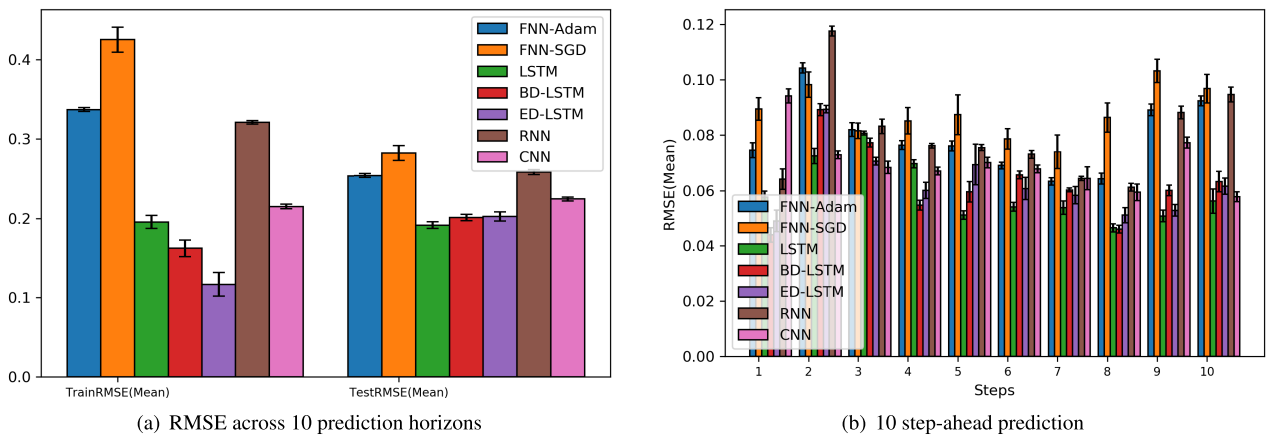 0.4
0.3
0.2
0.1
0.0
FNN-Adam
FNN-SGD
LSTM
BD-LSTM
ED-LSTM
RNN
CNN
TrainRMSE(Mean) TestRMSE(Mean)
(a) RMSE across 10 prediction horizons
RMSE(Mean)
0.12
0.10
0.08
0.06
0.04
0.02
0.00
FNN-Adam
FNN-SGD
LSTM
BD-LSTM
ED-LSTM
RNN
CNN
1 2 3 4 5 6 7 8 9 10
Steps
(b) 10 step-ahead prediction